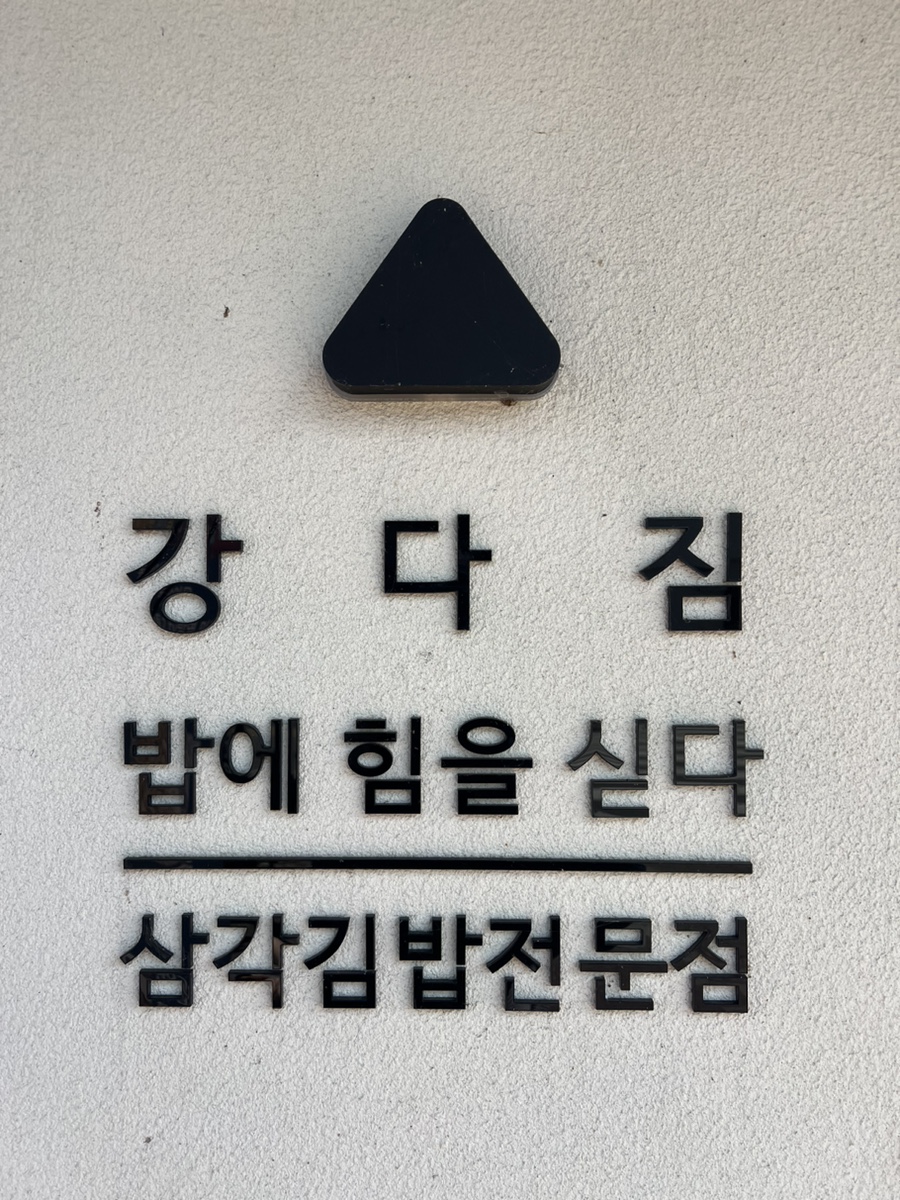 강다짐
밥에 힘을 싣다
삼각김밥전문점